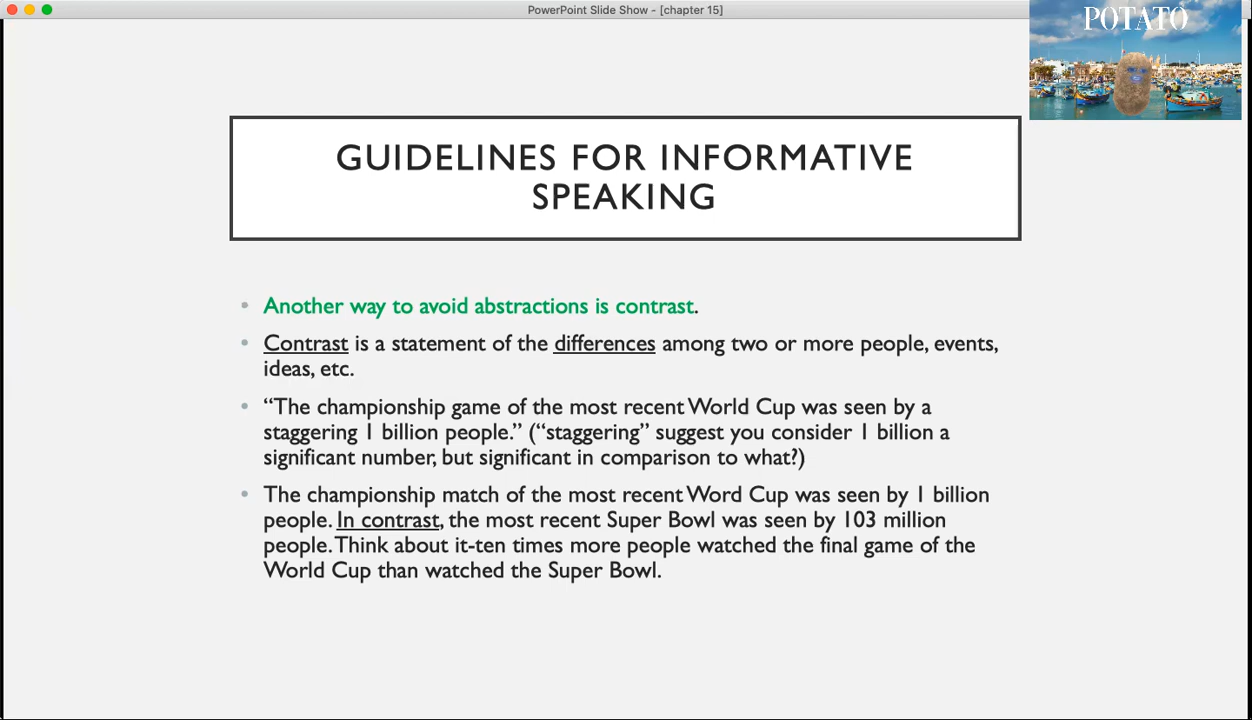 PowerPoint Slide Show - [chapter 15]
POTATO
GUIDELINES FOR INFORMATIVE
SPEAKING
• Another way to avoid abstractions is contrast.
• Contrast is a statement of the differences among two or more people, events,
ideas, etc.
• “The championship game of the most recent World Cup was seen by a
staggering 1 billion people.” (“staggering” suggest you consider 1 billion a
significant number, but significant in comparison to what?)
• The championship match of the most recent Word Cup was seen by 1 billion
people. In contrast, the most recent Super Bowl was seen by 103 million
people. Think about it-ten times more people watched the final game of the
World Cup than watched the Super Bowl.